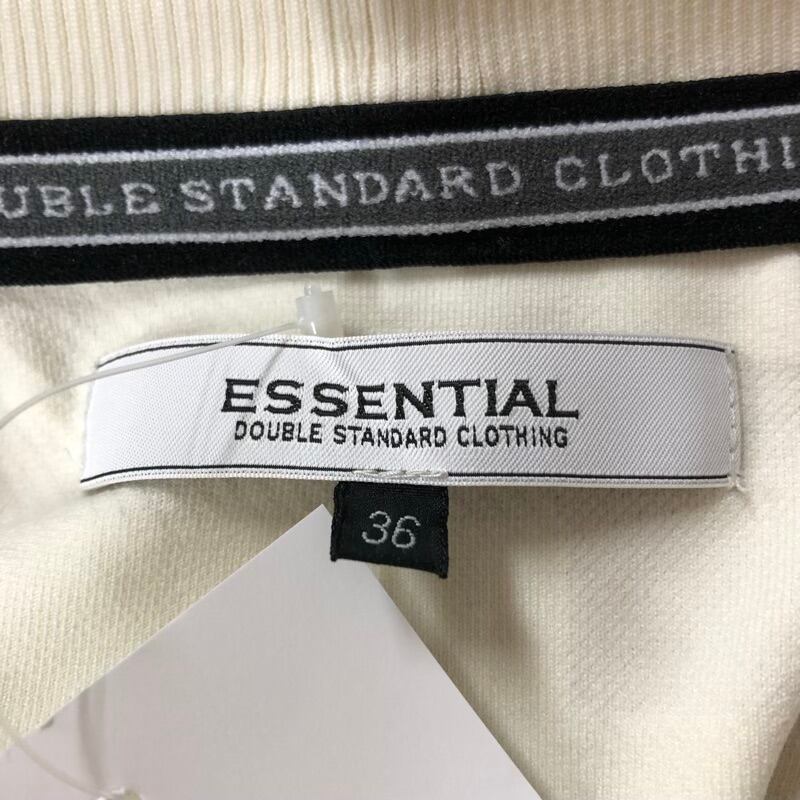 UBLE STANDARD CLOTHI
ESSENTIAL
DOUBLE STANDARD CLOTHING
36